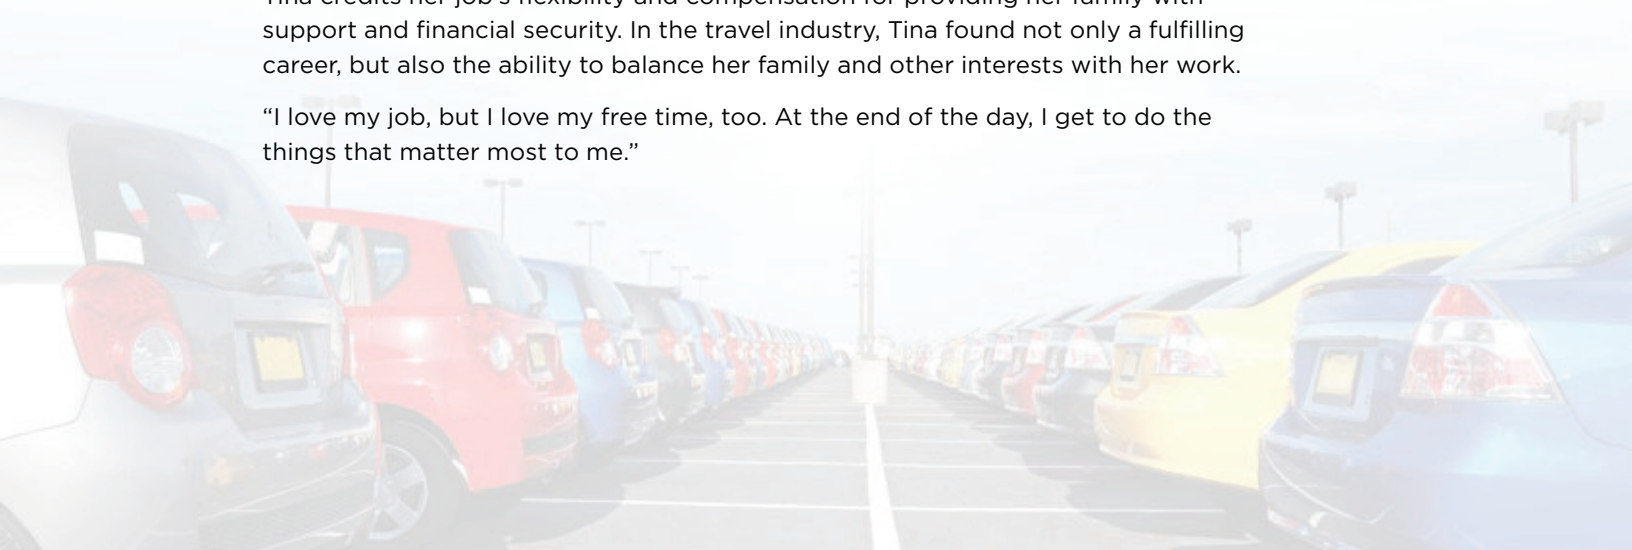 Tina credits her job's flexibility and compensation for providing her family with
support and financial security. In the travel industry, Tina found not only a fulfilling
career, but also the ability to balance her family and other interests with her work.
“I love my job, but I love my free time, too. At the end of the day, I get to do the
things that matter most to me.”